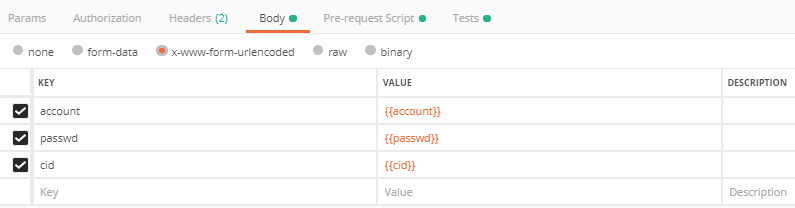 Params Authorization Headers (2) Body Pre-request Script Tests
none form-data x-www-form-urlencoded raw binary
KEY VALUE DESCRIPTION
account {{account}}
passwd {{passwd}}
cid {{cid}}
Key Value Description